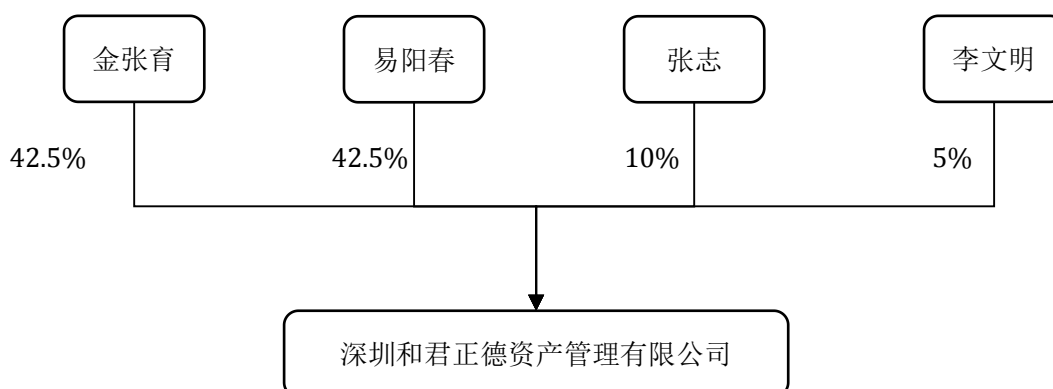 金张育
易阳春
张志
李文明
42.5%
42.5%
10%
5%
深圳和君正德资产管理有限公司